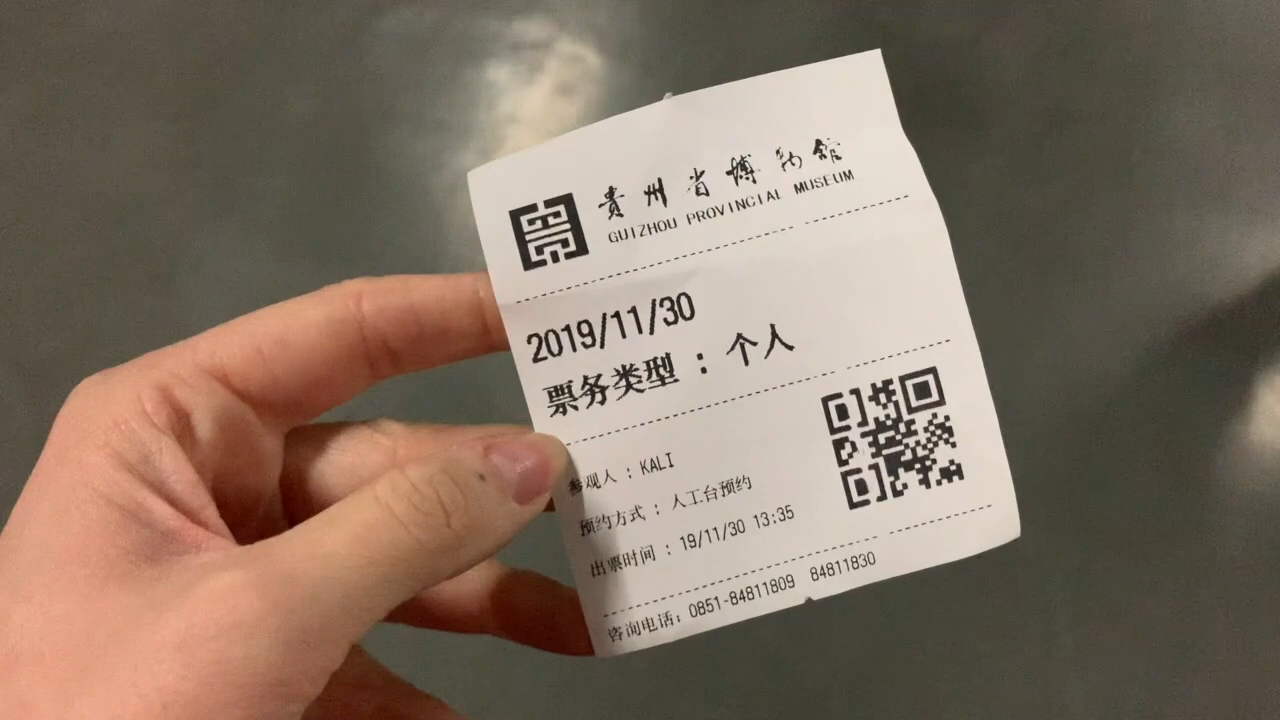 贵州省博物馆
GUIZHOU PROVINCIAL MUSEUM
2019/11/30
票务类型：个人
参观人：KALI
预约方式：人工台预约
出票时间：19/11/30 13:35
咨询电话：0851-84811809 84811830